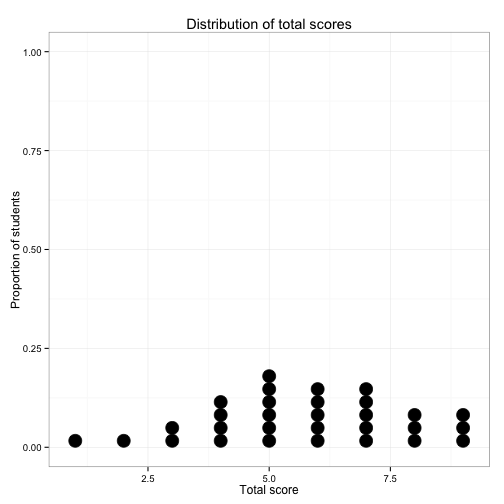 Distribution of total scores
Proportion of students
1.00
0.75
0.50
0.25
0.00
2.5 5.0 7.5
Total score